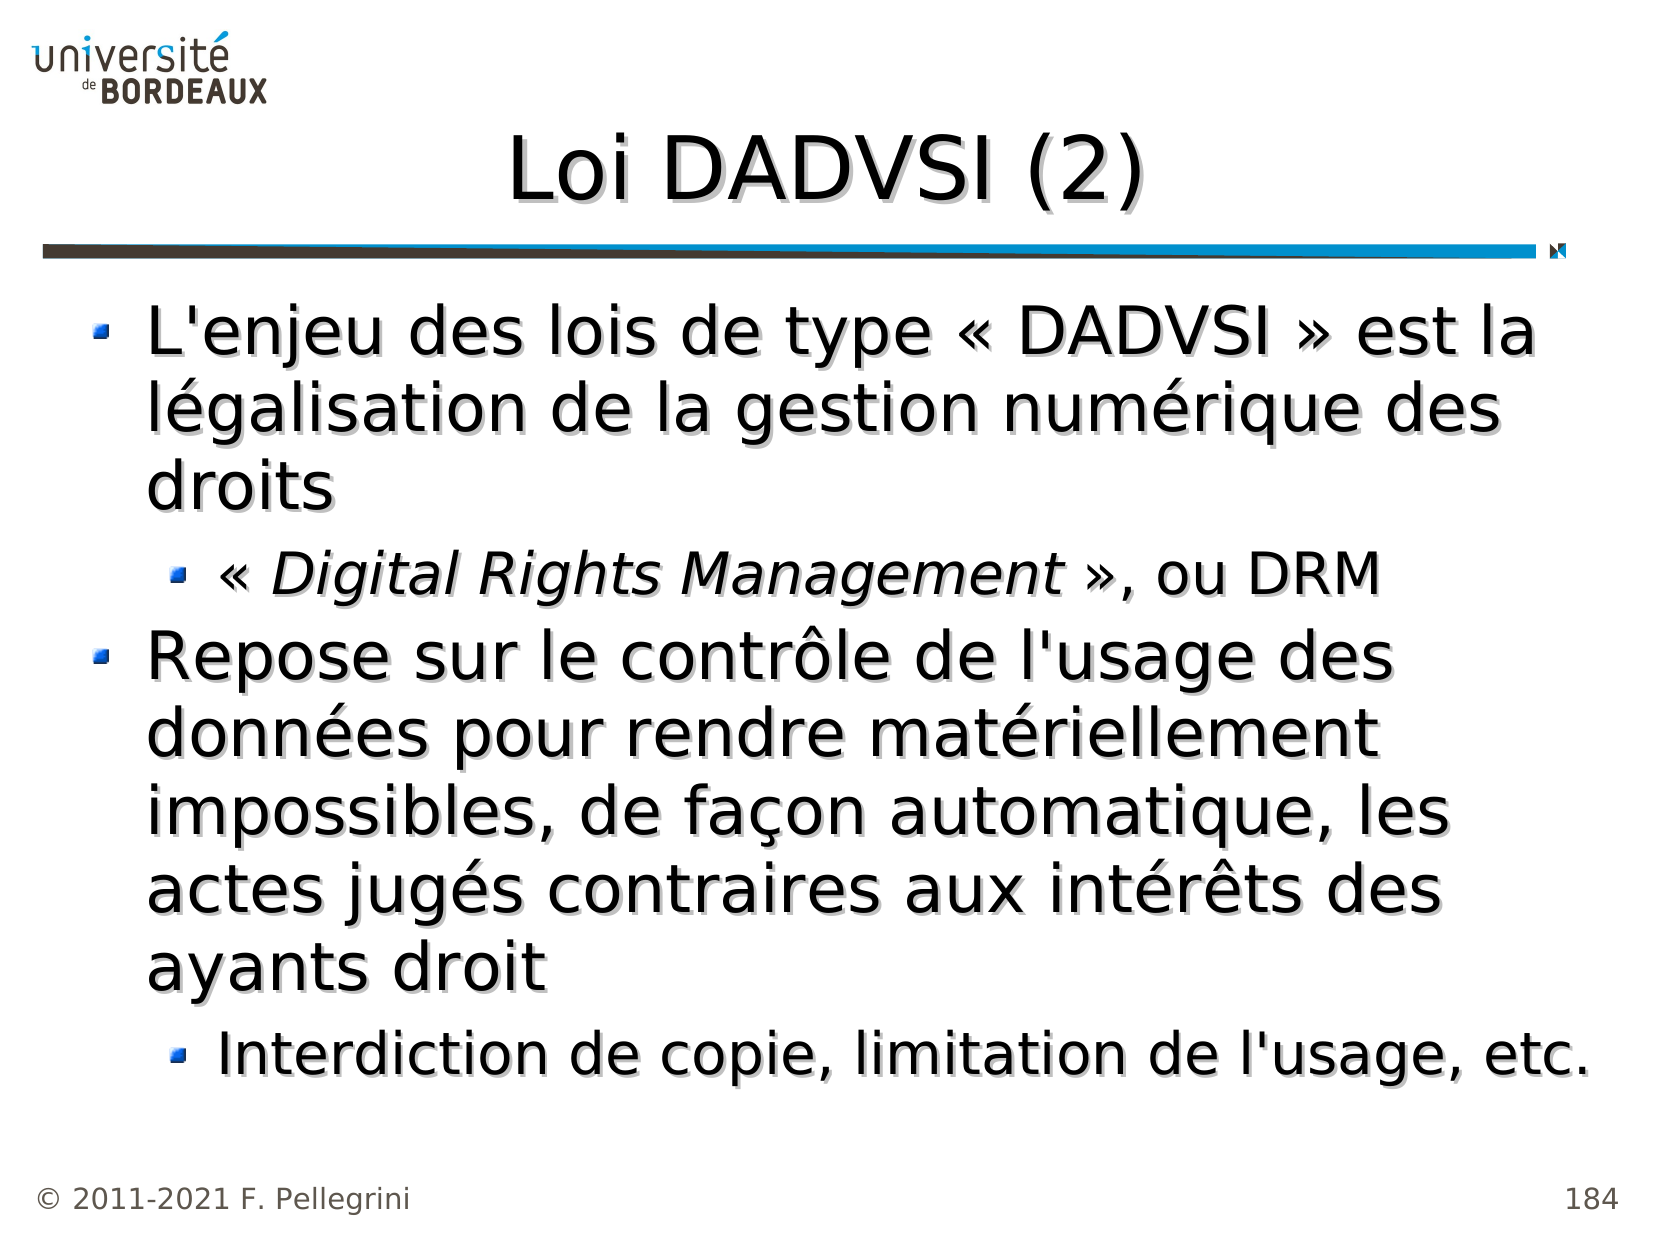 université
de BORDEAUX
Loi DADVSI (2)
L'enjeu des lois de type « DADVSI » est la
légalisation de la gestion numérique des
droits
« Digital Rights Management », ou DRM
Repose sur le contrôle de l'usage des
données pour rendre matériellement
impossibles, de façon automatique, les
actes jugés contraires aux intérêts des
ayants droit
Interdiction de copie, limitation de l'usage, etc.
© 2011-2021 F. Pellegrini
184